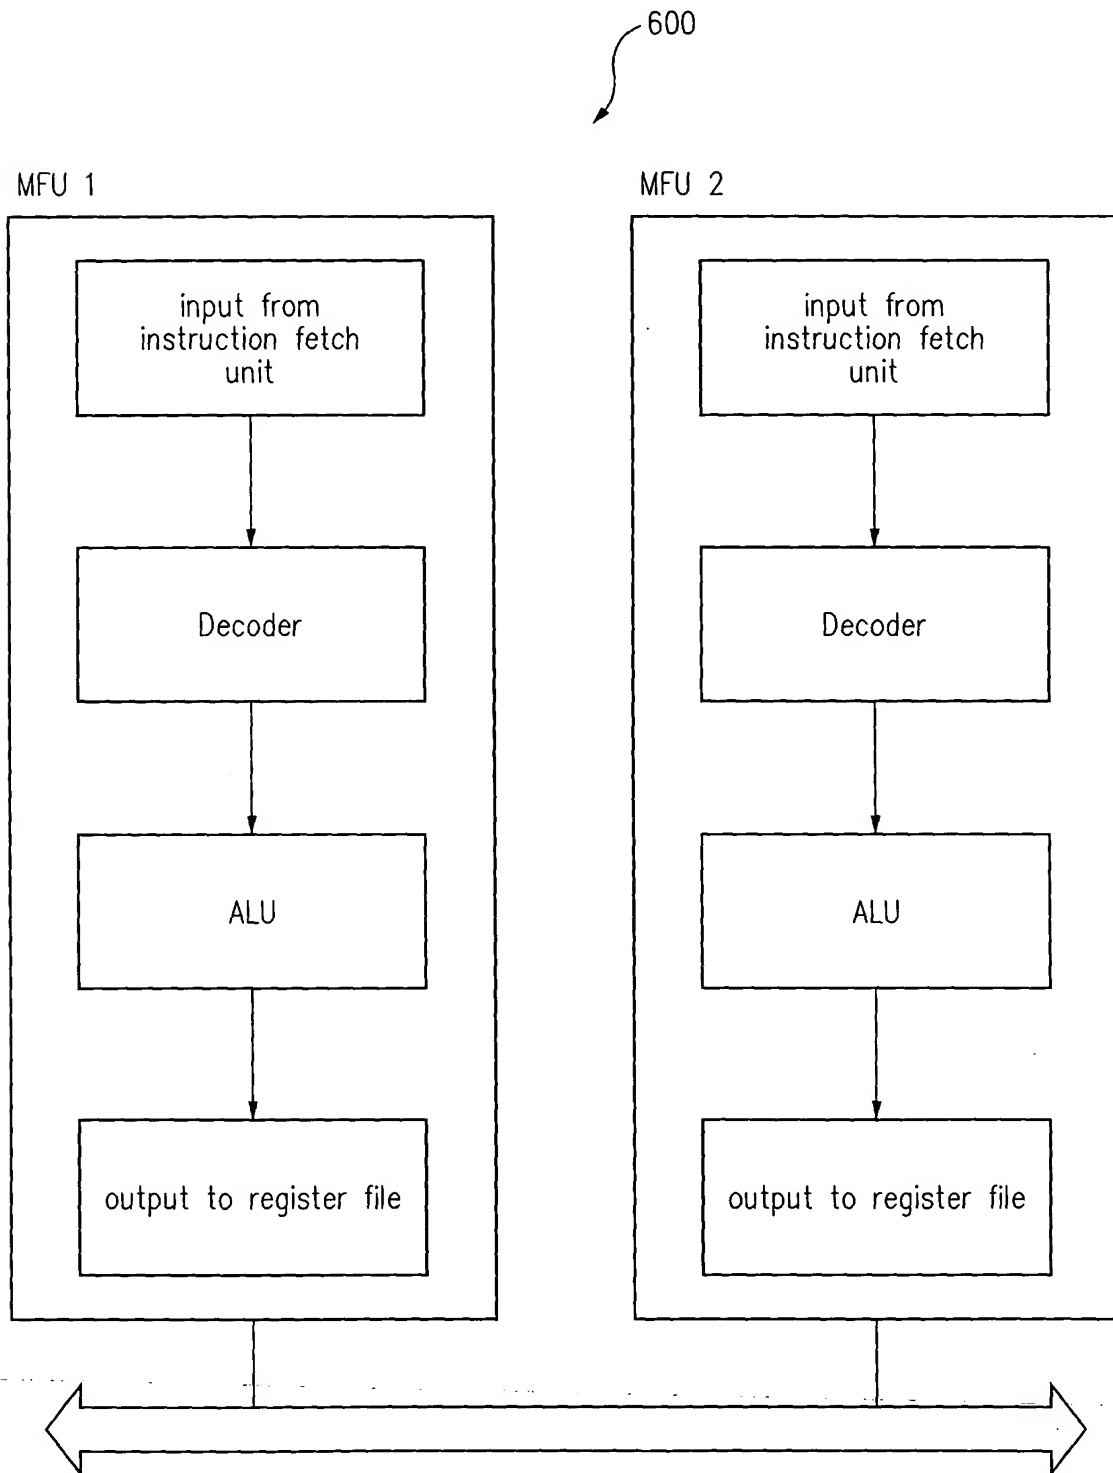 600
MFU 1
input from
instruction fetch
unit
Decoder
ALU
output to register file
MFU 2
input from
instruction fetch
unit
Decoder
ALU
output to register file